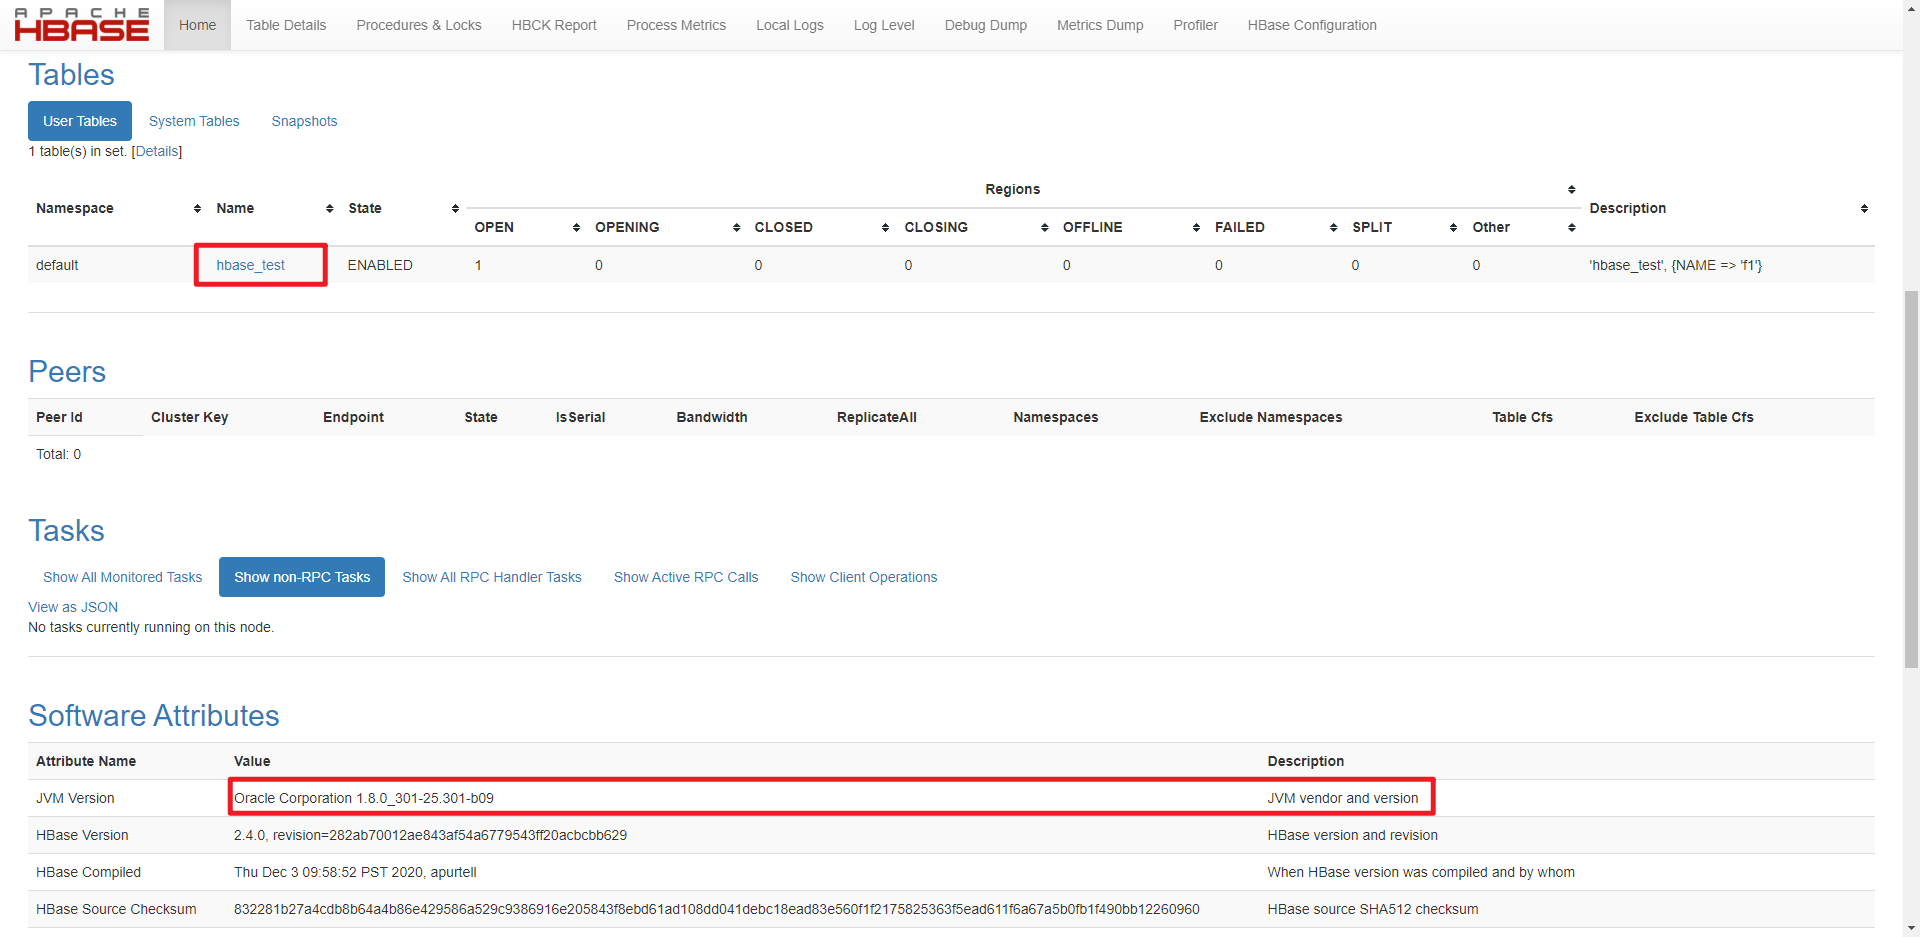 APACHE
HBASE
Home Table Details Procedures & Locks HBCK Report Process Metrics Local Logs Log Level Debug Dump Metrics Dump Profiler HBase Configuration
Tables
User Tables System Tables Snapshots
1 table(s) in set. [Details]
Regions
Namespace Name State Description
OPEN OPENING CLOSED CLOSING OFFLINE FAILED SPLIT Other
default hbase_test ENABLED 1 0 0 0 0 0 0 0 'hbase_test', {NAME => 'f1'}
Peers
Peer Id Cluster Key Endpoint State IsSerial Bandwidth ReplicateAll Namespaces Exclude Namespaces Table Cfs Exclude Table Cfs
Total: 0
Tasks
Show All Monitored Tasks Show non-RPC Tasks Show All RPC Handler Tasks Show Active RPC Calls Show Client Operations
View as JSON
No tasks currently running on this node.
Software Attributes
Attribute Name Value Description
JVM Version Oracle Corporation 1.8.0_301-25.301-b09 JVM vendor and version
HBase Version 2.4.0, revision=282ab70012ae843af54a6779543ff20acbcbb629 HBase version and revision
HBase Compiled Thu Dec 3 09:58:52 PST 2020, apurtell When HBase version was compiled and by whom
HBase Source Checksum 832281b27a4cdb8b64a4b86e429586a529c9386916e205843f8ebd61ad108dd041debc18ead83e560f1f2175825363f5ead611f6a67a5b0fb1f490bb12260960 HBase source SHA512 checksum